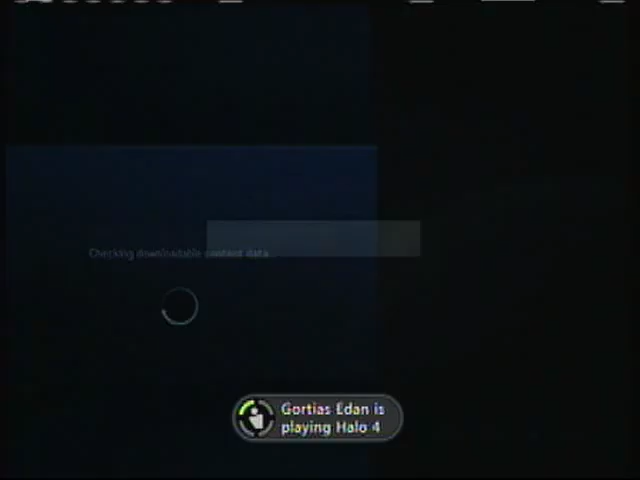 Checking downloadable content data...
Gortias Edan is
playing Halo 4